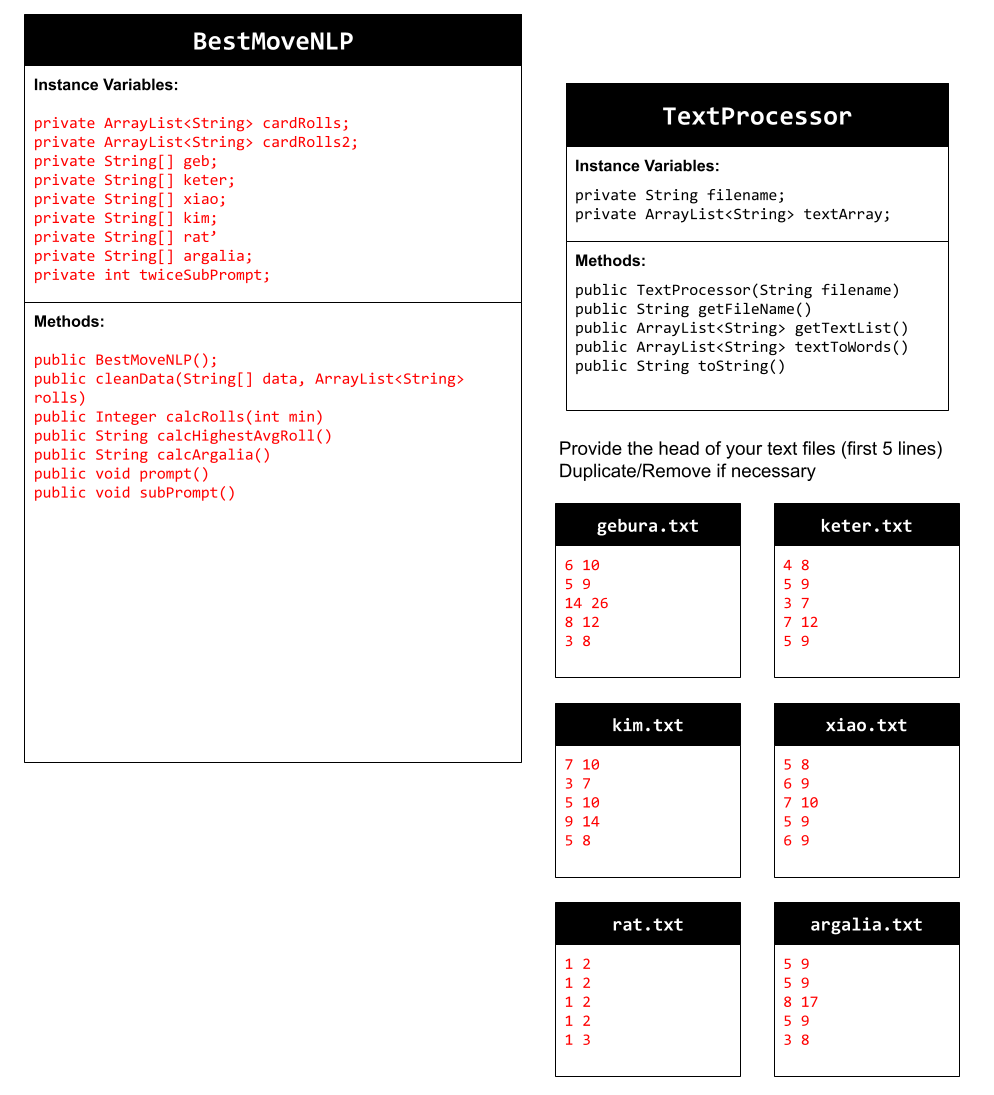 BestMoveNLP
Instance Variables:
private ArrayList<String> cardRolls;
private ArrayList<String> cardRolls2;
private String[] geb;
private String[] keter;
private String[] xiao;
private String[] kim;
private String[] rat’
private String[] argalia;
private int twiceSubPrompt;
Methods:
public BestMoveNLP();
public cleanData(String[] data, ArrayList<String>
rolls)
public Integer calcRolls(int min)
public String calcHighestAvgRoll()
public String calcArgalia()
public void prompt()
public void subPrompt()
TextProcessor
Instance Variables:
private String filename;
private ArrayList<String> textArray;
Methods:
public TextProcessor(String filename)
public String getFileName()
public ArrayList<String> getTextList()
public ArrayList<String> textToWords()
public String toString()
Provide the head of your text files (first 5 lines)
Duplicate/Remove if necessary
gebura.txt
6 10
5 9
14 26
8 12
3 8
keter.txt
4 8
5 9
3 7
7 12
5 9
kim.txt
7 10
3 7
5 10
9 14
5 8
xiao.txt
5 8
6 9
7 10
5 9
6 9
rat.txt
1 2
1 2
1 2
1 2
1 3
argalia.txt
5 9
5 9
8 17
5 9
3 8